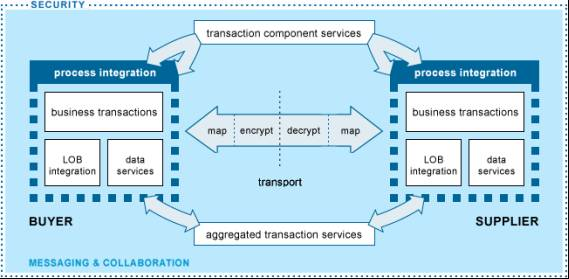 SECURITY
transaction component services
process integration
process integration
business transactions
business transactions
map encrypt decrypt map
LOB
integration
data
services
LOB
integration
data
services
transport
BUYER
SUPPLIER
aggregated transaction services
MESSAGING & COLLABORATION